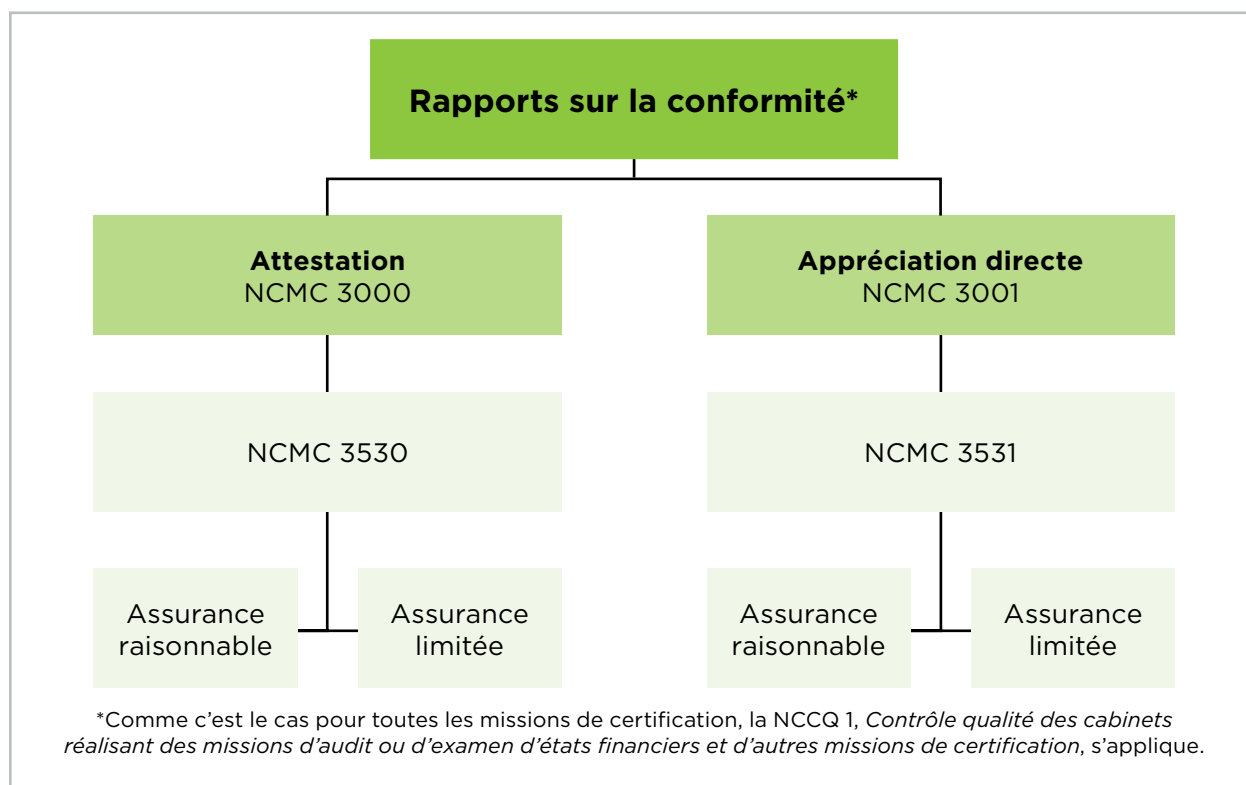 Rapports sur la conformité*
Attestation
NCMC 3000
Appréciation directe
NCMC 3001
NCMC 3530
NCMC 3531
Assurance
raisonnable
Assurance
limitée
Assurance
raisonnable
Assurance
limitée
*Comme c’est le cas pour toutes les missions de certification, la NCCQ 1, Contrôle qualité des cabinets
réalisant des missions d’audit ou d’examen d’états financiers et d’autres missions de certification, s’applique.